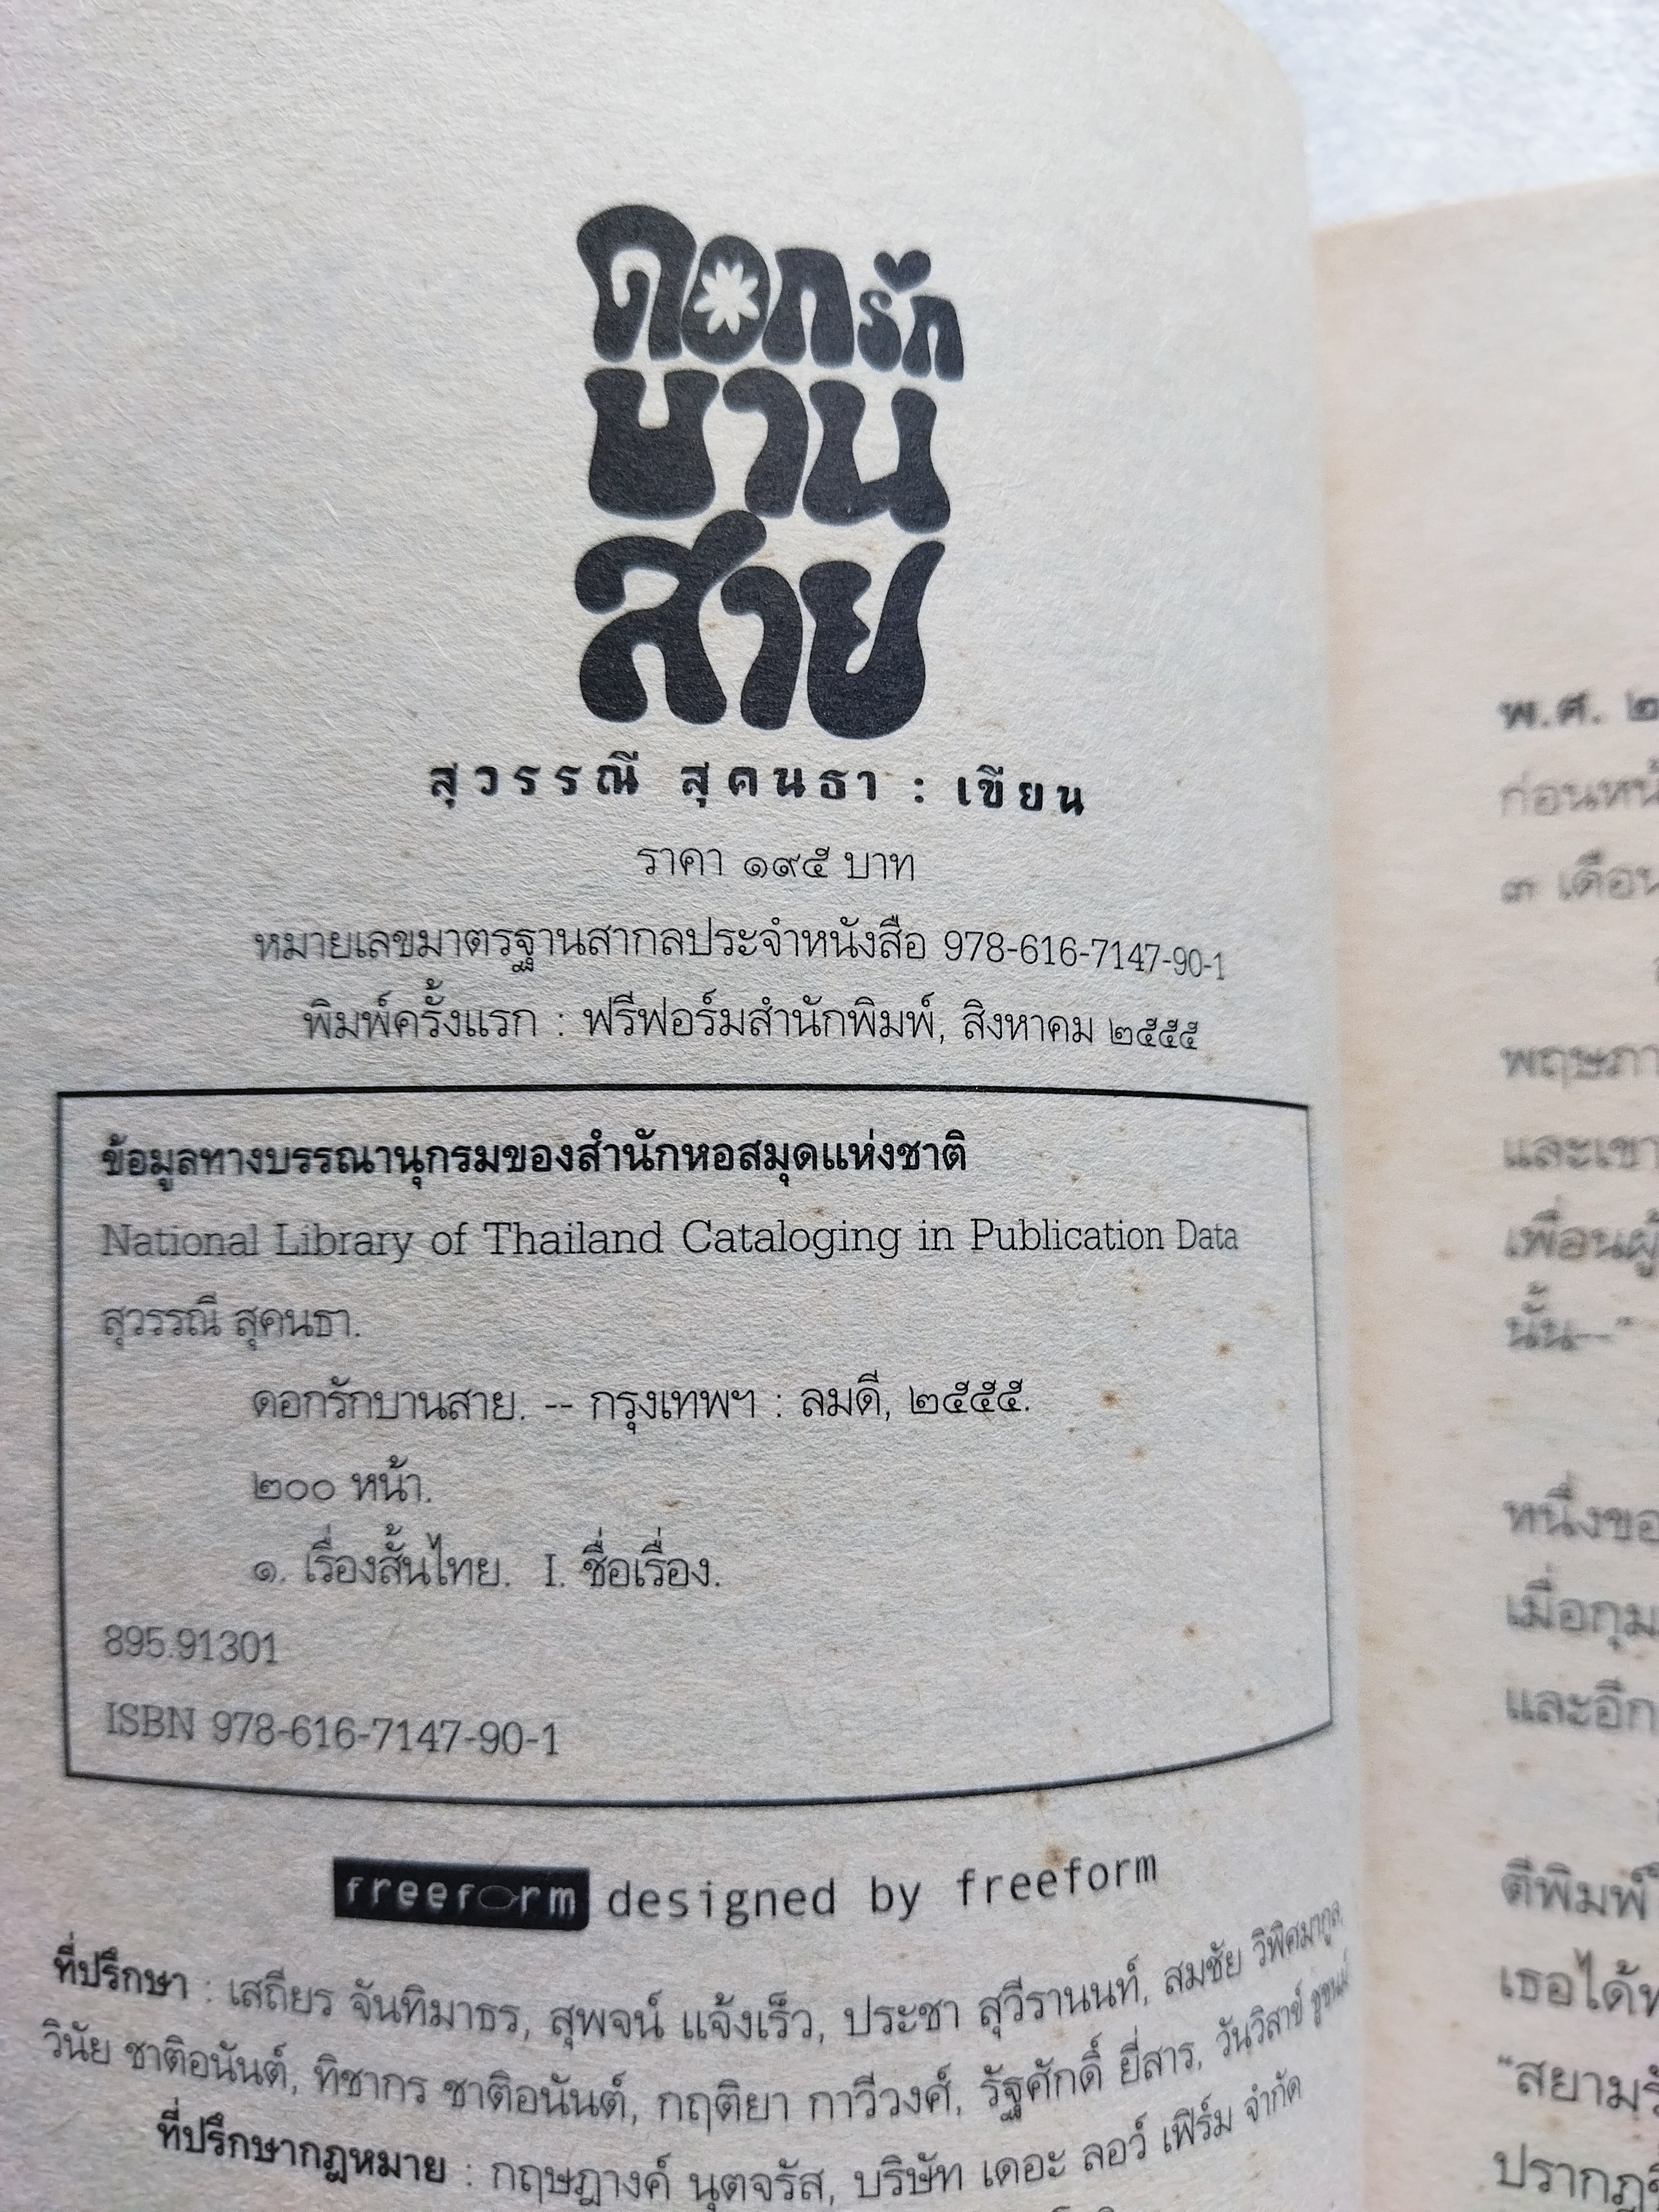 ดอกรัก
บาน
สาย
สุวรรณี สุคนธา : เขียน
ราคา ๑๙๕ บาท
หมายเลขมาตรฐานสากลประจำหนังสือ 978-616-7147-90-1
พิมพ์ครั้งแรก : ฟรีฟอร์มสำนักพิมพ์, สิงหาคม ๒๕๕๕
ข้อมูลทางบรรณานุกรมของสำนักหอสมุดแห่งชาติ
National Library of Thailand Cataloging in Publication Data
สุวรรณี สุคนธา.
ดอกรักบานสาย. -- กรุงเทพฯ : ลมดี, ๒๕๕๕.
๒๐๐ หน้า.
๑. เรื่องสั้นไทย. I. ชื่อเรื่อง.
895.91301
ISBN 978-616-7147-90-1
freeform designed by freeform
ที่ปรึกษา : เสถียร จันทิมาธร, สุพจน์ แจ้งเร็ว, ประชา สุวีรานนท์, สมชัย
วินัย ชาติอนันต์, ทิชากร ชาติอนันต์, กฤติยา กาวีวงศ์, รัฐศักดิ์ ยี่สาร, วันวิสาข์
ที่ปรึกษากฎหมาย : กฤษฎางค์ นุตจรัส, บริษัท เดอะ ลอว์ เฟิร์ม จำกัด
พ.ศ. ๒
ก่อนหน้
๓ เดือน
พฤษภา
และเขา
เพื่อนผู้
นั้น--"
หนึ่งขอ
เมื่อกุม
และอีก
ตีพิมพ์
เธอได้ท
"สยามรั
ปรากฏ